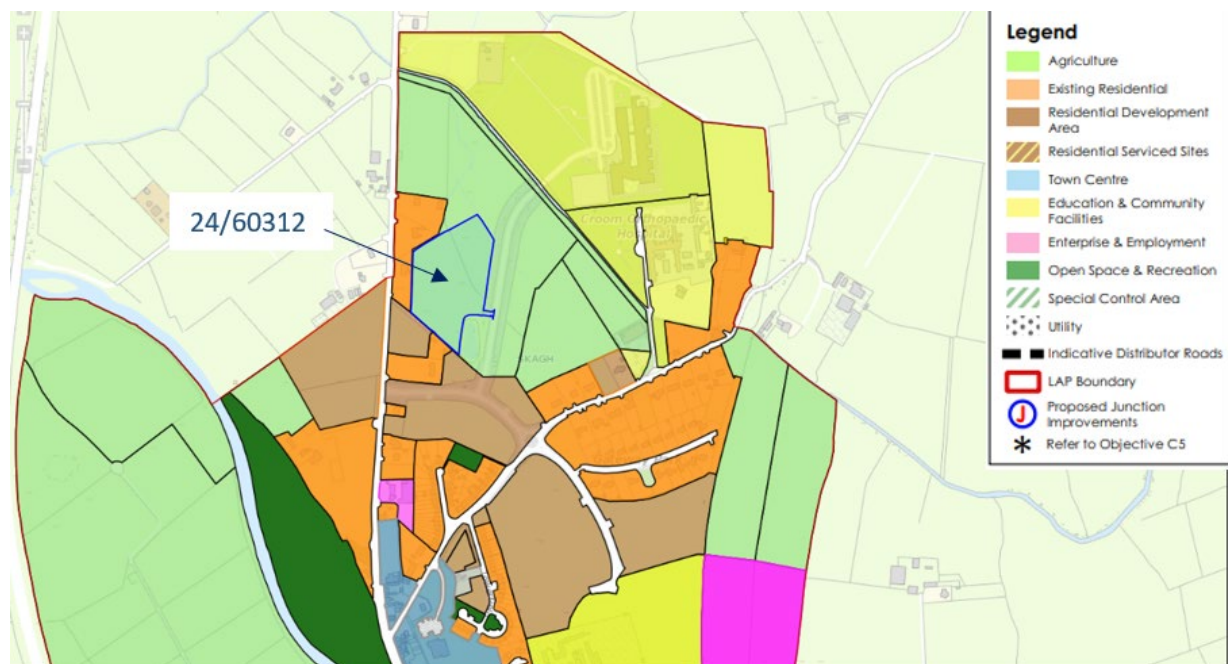 24/60312
Croom Orthopaedic
Hospital
SKAGH
Legend
Agriculture
Existing Residential
Residential Development
Area
Residential Serviced Sites
Town Centre
Education & Community
Facilities
Enterprise & Employment
Open Space & Recreation
Special Control Area
Utility
Indicative Distributor Roads
LAP Boundary
J
Proposed Junction
Improvements
* Refer to Objective C5